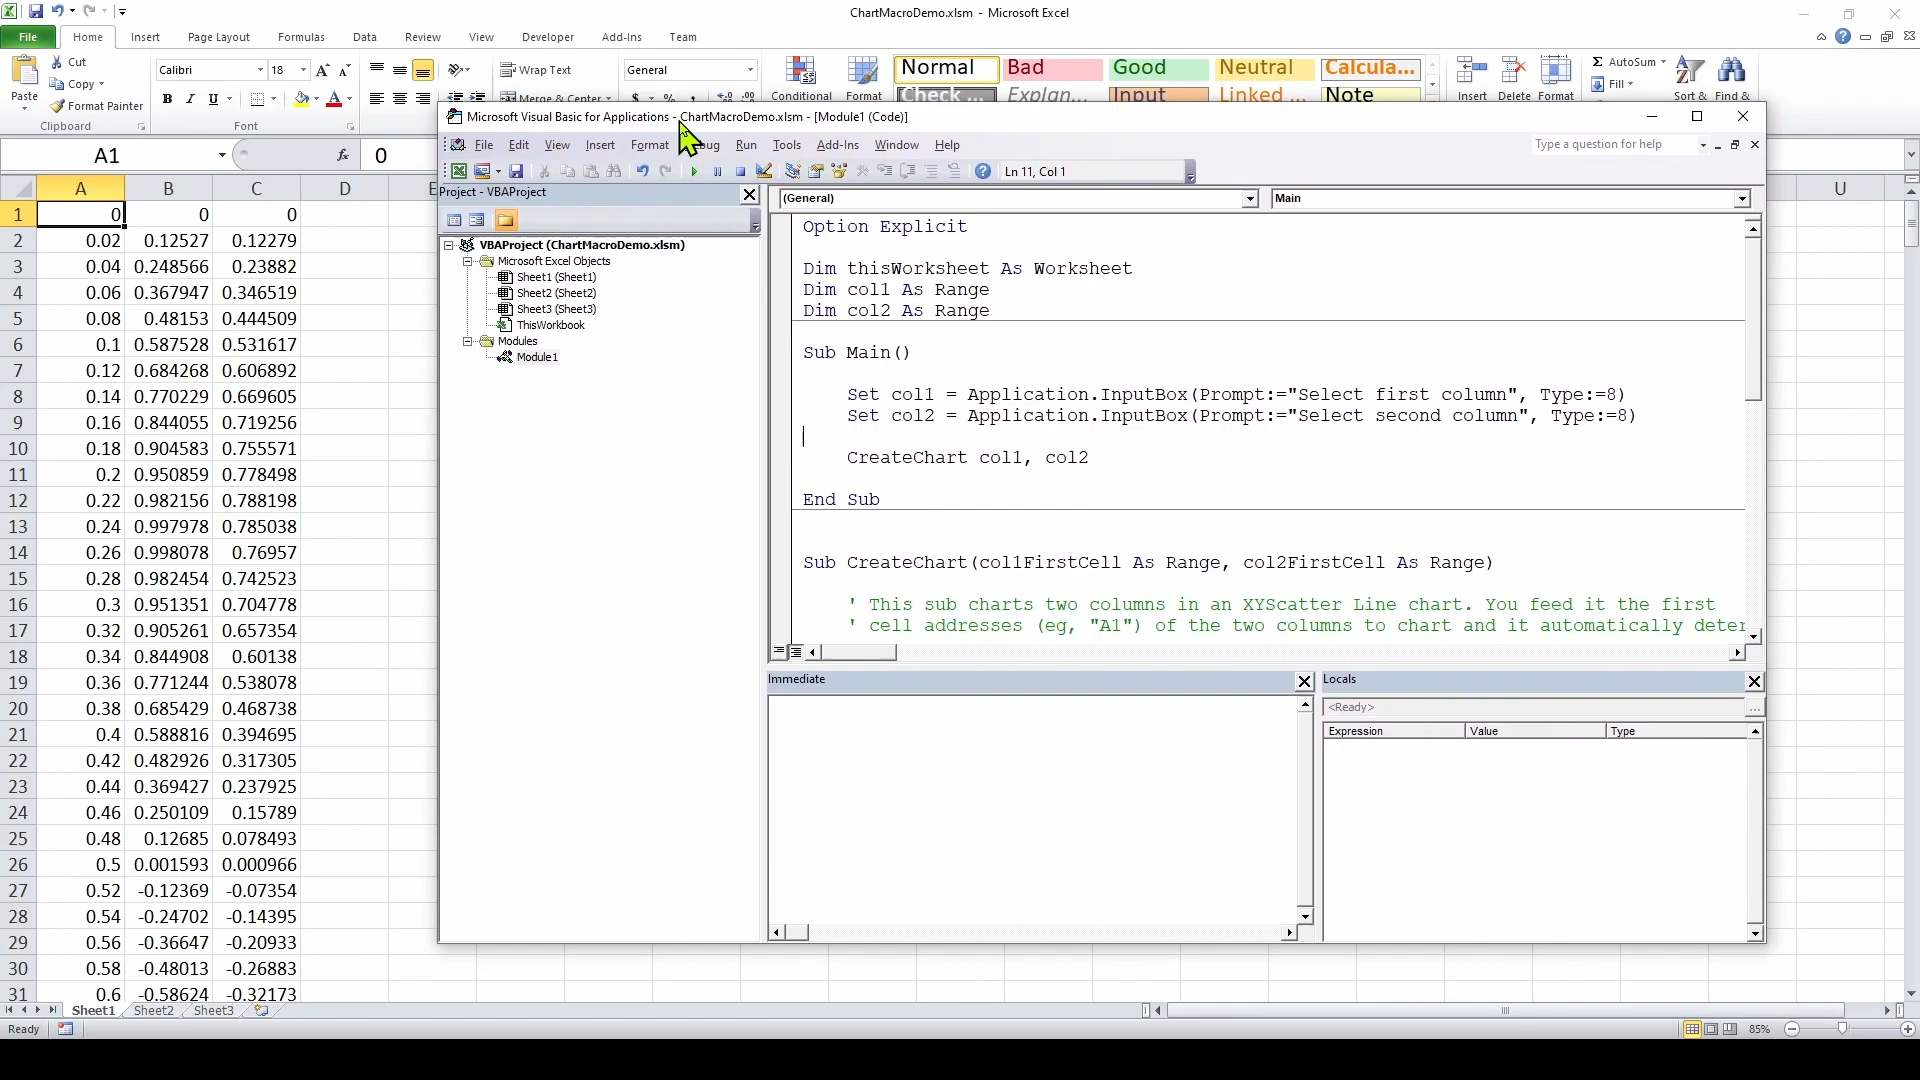 ChartMacroDemo.xlsm - Microsoft Excel
File Home Insert Page Layout Formulas Data Review View Developer Add-Ins Team
Paste Cut Copy Format Painter
Calibri 18
B I U
Wrap Text
Merge & Center
General
$ % ,
Conditional Format
Normal Bad Good Neutral Calcula...
Check ... Explan... Input Linked ... Note
Insert Delete Format
Σ AutoSum
Fill
Sort & Find &
Clipboard Font
A1 fx 0
A B C D E U
1 0 0 0
2 0.02 0.12527 0.12279
3 0.04 0.248566 0.23882
4 0.06 0.367947 0.346519
5 0.08 0.48153 0.444509
6 0.1 0.587528 0.531617
7 0.12 0.684268 0.606892
8 0.14 0.770229 0.669605
9 0.16 0.844055 0.719256
10 0.18 0.904583 0.755571
11 0.2 0.950859 0.778498
12 0.22 0.982156 0.788198
13 0.24 0.997978 0.785038
14 0.26 0.998078 0.76957
15 0.28 0.982454 0.742523
16 0.3 0.951351 0.704778
17 0.32 0.905261 0.657354
18 0.34 0.844908 0.60138
19 0.36 0.771244 0.538078
20 0.38 0.685429 0.468738
21 0.4 0.588816 0.394695
22 0.42 0.482926 0.317305
23 0.44 0.369427 0.237925
24 0.46 0.250109 0.15789
25 0.48 0.12685 0.078493
26 0.5 0.001593 0.000966
27 0.52 -0.12369 -0.07354
28 0.54 -0.24702 -0.14395
29 0.56 -0.36647 -0.20933
30 0.58 -0.48013 -0.26883
31 0.6 -0.58624 -0.32173
Microsoft Visual Basic for Applications - ChartMacroDemo.xlsm - [Module1 (Code)]
File Edit View Insert Format Run Tools Add-Ins Window Help
Type a question for help
Ln 11, Col 1
Project - VBAProject
VBAProject (ChartMacroDemo.xlsm)
Microsoft Excel Objects
Sheet1 (Sheet1)
Sheet2 (Sheet2)
Sheet3 (Sheet3)
ThisWorkbook
Modules
Module1
(General) Main
Option Explicit
Dim thisWorksheet As Worksheet
Dim col1 As Range
Dim col2 As Range
Sub Main()
Set col1 = Application.InputBox(Prompt:="Select first column", Type:=8)
Set col2 = Application.InputBox(Prompt:="Select second column", Type:=8)
CreateChart col1, col2
End Sub
Sub CreateChart(col1FirstCell As Range, col2FirstCell As Range)
' This sub charts two columns in an XYScatter Line chart. You feed it the first
' cell addresses (eg, "A1") of the two columns to chart and it automatically deter
Immediate
Locals
<Ready>
Expression Value Type
Sheet1 Sheet2 Sheet3
Ready 85%